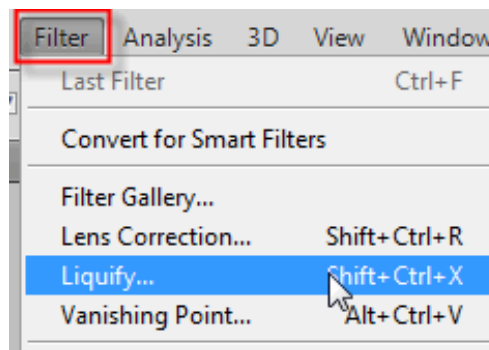 Filter Analysis 3D View Window
Last Filter Ctrl+F
Convert for Smart Filters
Filter Gallery...
Lens Correction... Shift+Ctrl+R
Liquify... Shift+Ctrl+X
Vanishing Point... Alt+Ctrl+V